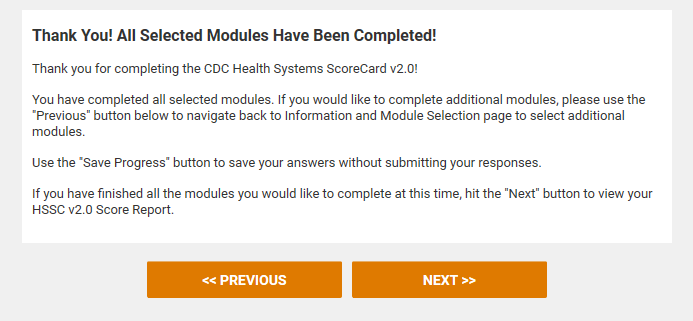 Thank You! All Selected Modules Have Been Completed!
Thank you for completing the CDC Health Systems ScoreCard v2.0!
You have completed all selected modules. If you would like to complete additional modules, please use the
"Previous" button below to navigate back to Information and Module Selection page to select additional
modules.
Use the "Save Progress" button to save your answers without submitting your responses.
If you have finished all the modules you would like to complete at this time, hit the "Next" button to view your
HSSC v2.0 Score Report.
<< PREVIOUS
NEXT >>